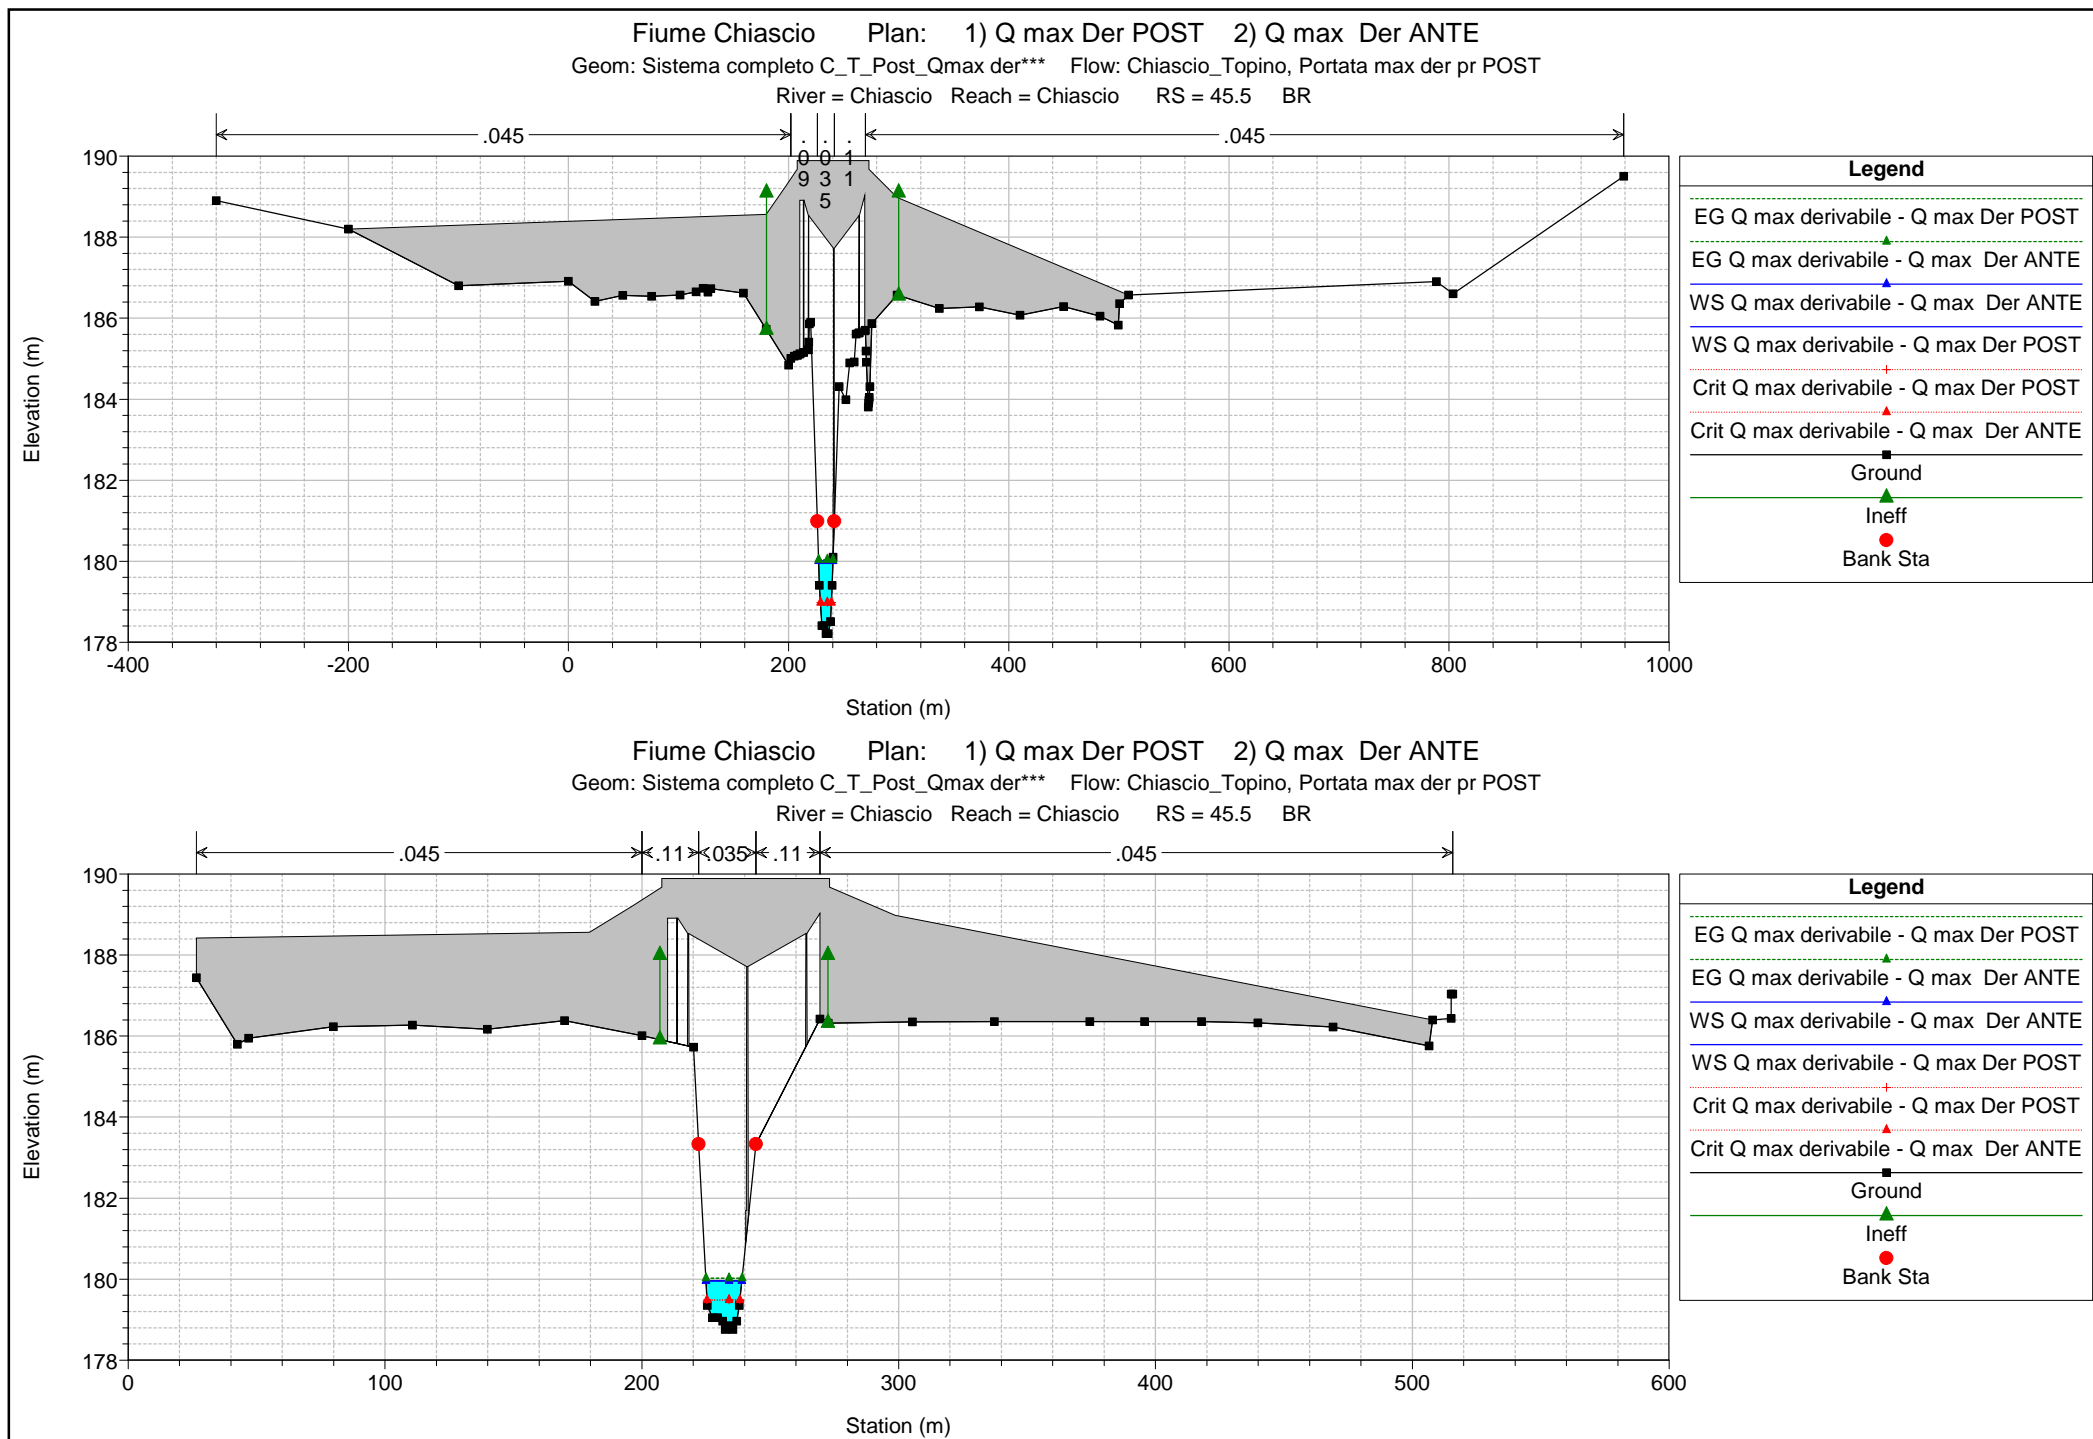 Fiume Chiascio Plan: 1) Q max Der POST 2) Q max Der ANTE
Geom: Sistema completo C_T_Post_Qmax der*** Flow: Chiascio_Topino, Portata max der pr POST
River = Chiascio Reach = Chiascio RS = 45.5 BR
.045
.09
.035
.11
.045
190
188
186
184
182
180
178
Elevation (m)
-400 -200 0 200 400 600 800 1000
Station (m)
Legend
EG Q max derivabile - Q max Der POST
EG Q max derivabile - Q max Der ANTE
WS Q max derivabile - Q max Der ANTE
WS Q max derivabile - Q max Der POST
Crit Q max derivabile - Q max Der POST
Crit Q max derivabile - Q max Der ANTE
Ground
Ineff
Bank Sta
Fiume Chiascio Plan: 1) Q max Der POST 2) Q max Der ANTE
Geom: Sistema completo C_T_Post_Qmax der*** Flow: Chiascio_Topino, Portata max der pr POST
River = Chiascio Reach = Chiascio RS = 45.5 BR
.045 .11 .035 .11 .045
190
188
186
184
182
180
178
Elevation (m)
0 100 200 300 400 500 600
Station (m)
Legend
EG Q max derivabile - Q max Der POST
EG Q max derivabile - Q max Der ANTE
WS Q max derivabile - Q max Der ANTE
WS Q max derivabile - Q max Der POST
Crit Q max derivabile - Q max Der POST
Crit Q max derivabile - Q max Der ANTE
Ground
Ineff
Bank Sta